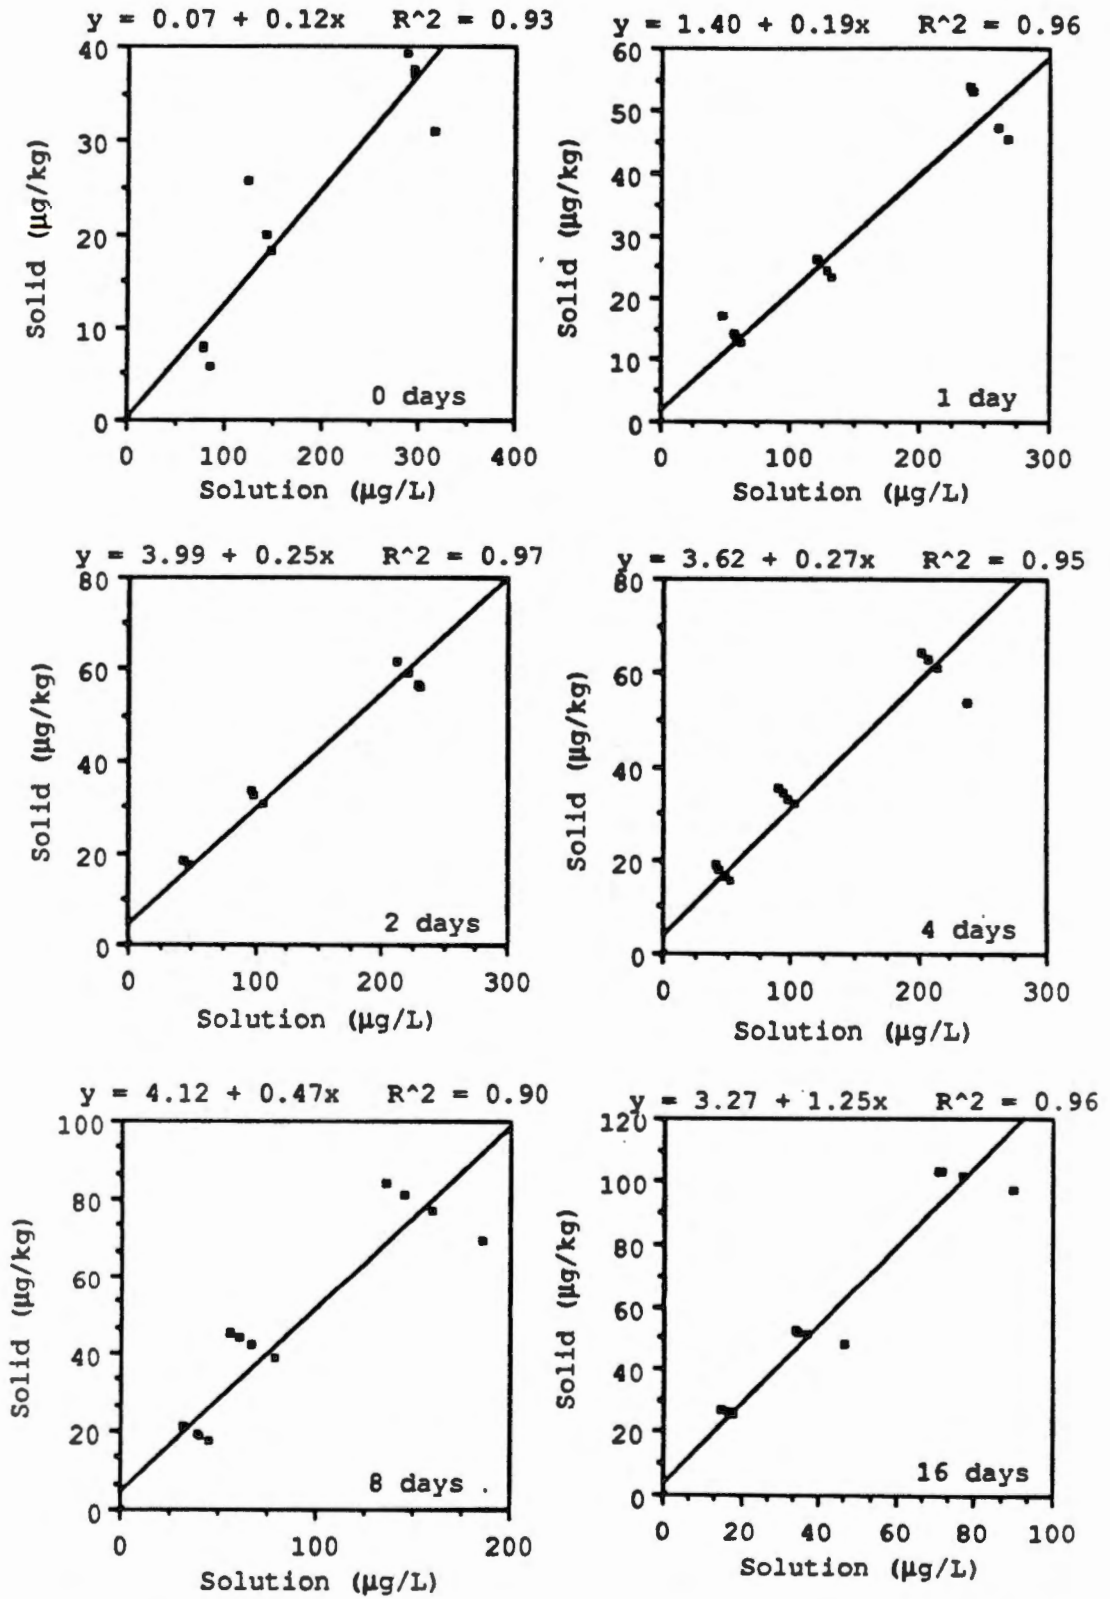 y = 0.07 + 0.12x R^2 = 0.93
40
30
20
10
0
Solid (µg/kg)
0 days
0 100 200 300 400
Solution (µg/L)
y = 1.40 + 0.19x R^2 = 0.96
60
50
40
30
20
10
0
Solid (µg/kg)
1 day
0 100 200 300
Solution (µg/L)
y = 3.99 + 0.25x R^2 = 0.97
80
60
40
20
0
Solid (µg/kg)
2 days
0 100 200 300
Solution (µg/L)
y = 3.62 + 0.27x R^2 = 0.95
80
60
40
20
0
Solid (µg/kg)
4 days
0 100 200 300
Solution (µg/L)
y = 4.12 + 0.47x R^2 = 0.90
100
80
60
40
20
0
Solid (µg/kg)
8 days
0 100 200
Solution (µg/L)
y = 3.27 + 1.25x R^2 = 0.96
120
100
80
60
40
20
0
Solid (µg/kg)
16 days
0 20 40 60 80 100
Solution (µg/L)